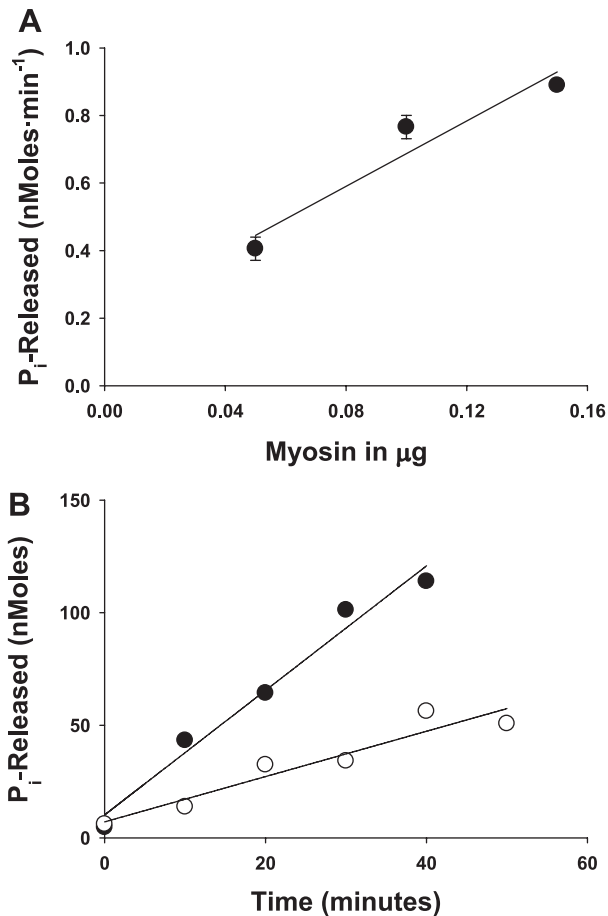 A
Pi-Released (nMoles·min-1)
1.0
0.8
0.6
0.4
0.2
0.0
0.00 0.04 0.08 0.12 0.16
Myosin in μg
B
Pi-Released (nMoles)
150
100
50
0
0 20 40 60
Time (minutes)